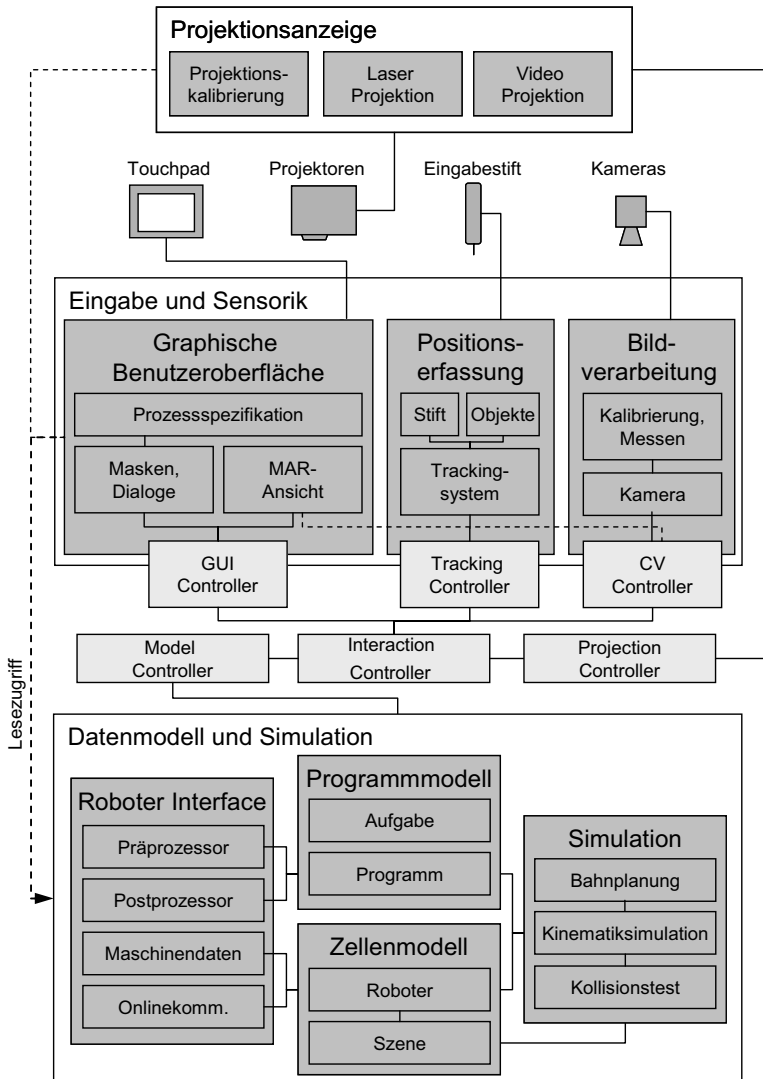 Projektionsanzeige
Projektions-
kalibrierung
Laser
Projektion
Video
Projektion
Touchpad
Projektoren
Eingabestift
Kameras
Eingabe und Sensorik
Graphische
Benutzeroberfläche
Prozessspezifikation
Masken,
Dialoge
MAR-
Ansicht
Positions-
erfassung
Stift
Objekte
Tracking-
system
Bild-
verarbeitung
Kalibrierung,
Messen
Kamera
GUI
Controller
Tracking
Controller
CV
Controller
Model
Controller
Interaction
Controller
Projection
Controller
Lesezugriff
Datenmodell und Simulation
Roboter Interface
Präprozessor
Postprozessor
Maschinendaten
Onlinekomm.
Programmmodell
Aufgabe
Programm
Zellenmodell
Roboter
Szene
Simulation
Bahnplanung
Kinematiksimulation
Kollisionstest